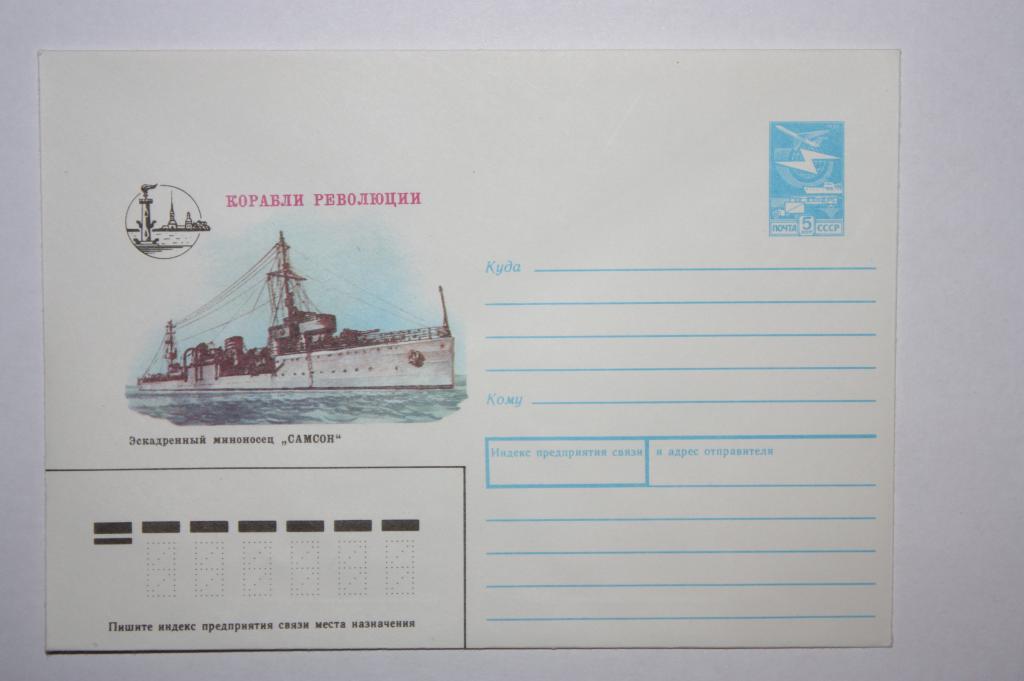 КОРАБЛИ РЕВОЛЮЦИИ
Эскадренный миноносец „САМСОН"
ПОЧТА 5 СССР
Куда
Кому
Индекс предприятия связи и адрес отправителя
Пишите индекс предприятия связи места назначения